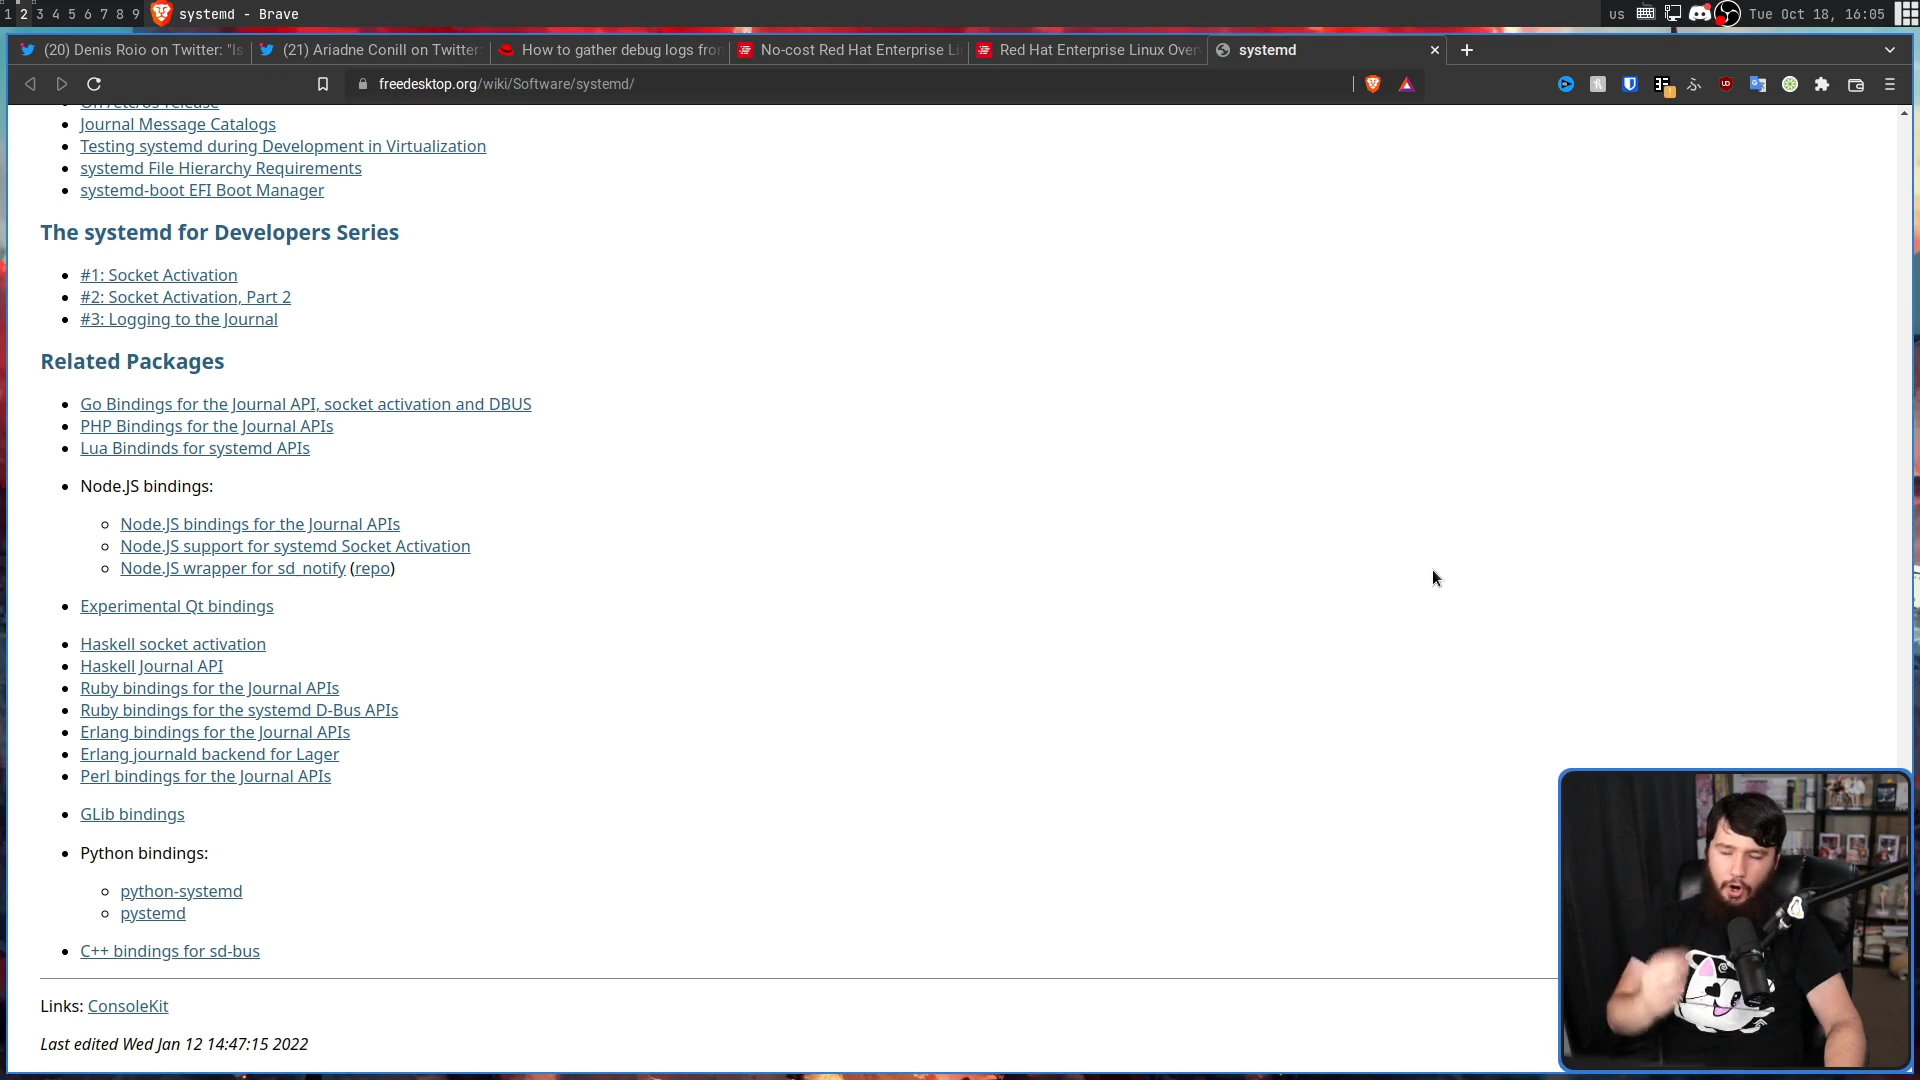 1 2 3 4 5 6 7 8 9 systemd - Brave us Tue Oct 18, 16:05
(20) Denis Roio on Twitter: "Is (21) Ariadne Conill on Twitter: How to gather debug logs from No-cost Red Hat Enterprise Li Red Hat Enterprise Linux Over systemd
freedesktop.org/wiki/Software/systemd/
On /etc/os-release
Journal Message Catalogs
Testing systemd during Development in Virtualization
systemd File Hierarchy Requirements
systemd-boot EFI Boot Manager
The systemd for Developers Series
#1: Socket Activation
#2: Socket Activation, Part 2
#3: Logging to the Journal
Related Packages
Go Bindings for the Journal API, socket activation and DBUS
PHP Bindings for the Journal APIs
Lua Bindinds for systemd APIs
Node.JS bindings:
Node.JS bindings for the Journal APIs
Node.JS support for systemd Socket Activation
Node.JS wrapper for sd_notify (repo)
Experimental Qt bindings
Haskell socket activation
Haskell Journal API
Ruby bindings for the Journal APIs
Ruby bindings for the systemd D-Bus APIs
Erlang bindings for the Journal APIs
Erlang journald backend for Lager
Perl bindings for the Journal APIs
GLib bindings
Python bindings:
python-systemd
pystemd
C++ bindings for sd-bus
Links: ConsoleKit
Last edited Wed Jan 12 14:47:15 2022